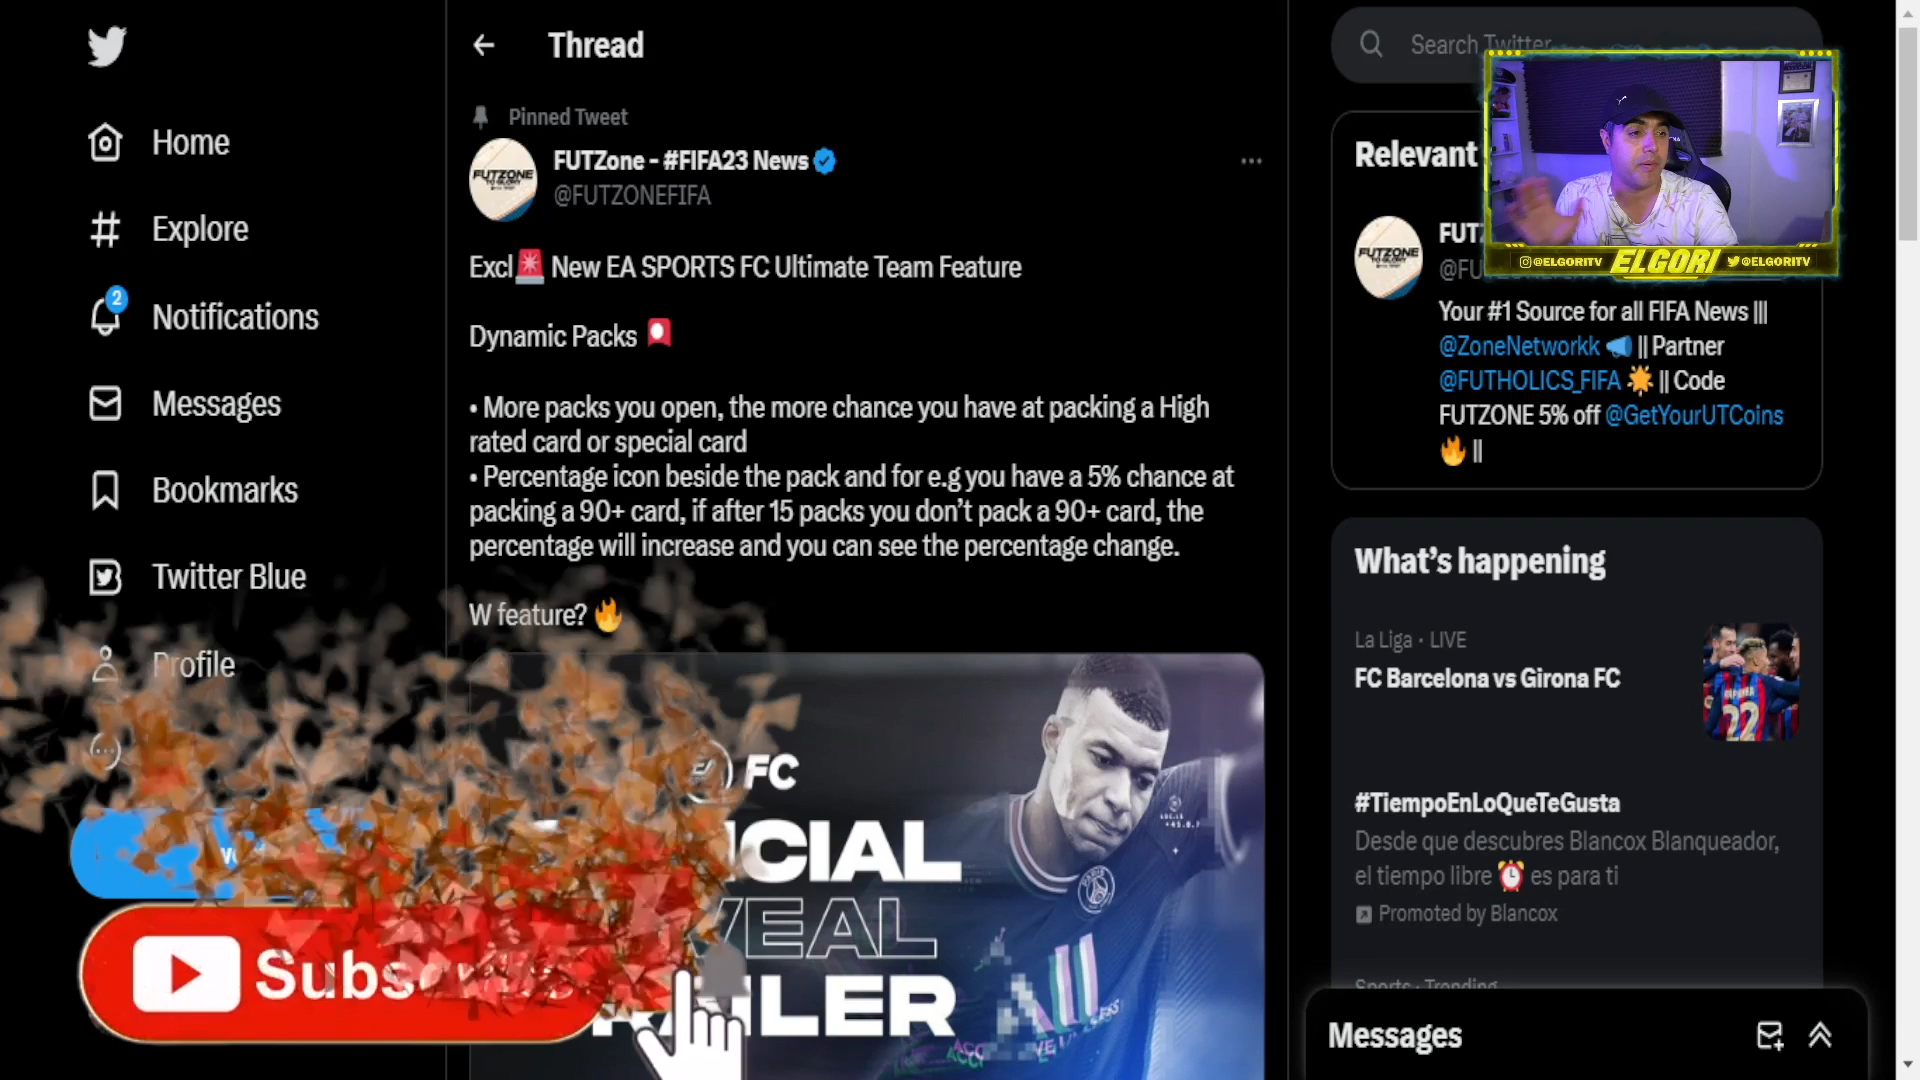 Home
Explore
2
Notifications
Messages
Bookmarks
Twitter Blue
Profile
Subscribe
Thread
Pinned Tweet
FUTZONE
FUTZone - #FIFA23 News
@FUTZONEFIFA
Excl🚨 New EA SPORTS FC Ultimate Team Feature
Dynamic Packs 🎴
• More packs you open, the more chance you have at packing a High
rated card or special card
• Percentage icon beside the pack and for e.g you have a 5% chance at
packing a 90+ card, if after 15 packs you don’t pack a 90+ card, the
percentage will increase and you can see the percentage change.
W feature? 🔥
FC
Search Twitter
Relevant
@ELGORITV ELGORI @ELGORITV
FUTZONE
FUT
@FU
Your #1 Source for all FIFA News |||
@ZoneNetworkk 📣 || Partner
@FUTHOLICS_FIFA 🌟 || Code
FUTZONE 5% off @GetYourUTCoins
🔥 ||
What’s happening
La Liga · LIVE
FC Barcelona vs Girona FC
22
#TiempoEnLoQueTeGusta
Desde que descubres Blancox Blanqueador,
el tiempo libre ⏰ es para ti
Promoted by Blancox
Sports · Trending
Messages